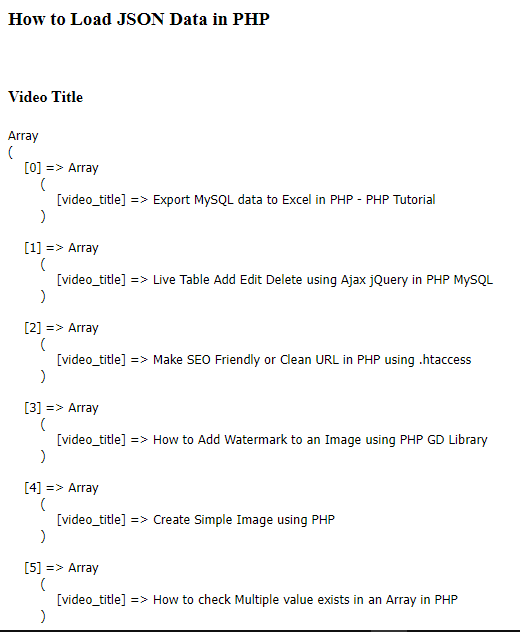 How to Load JSON Data in PHP
Video Title
Array
(
[0] => Array
(
[video_title] => Export MySQL data to Excel in PHP - PHP Tutorial
)
[1] => Array
(
[video_title] => Live Table Add Edit Delete using Ajax jQuery in PHP MySQL
)
[2] => Array
(
[video_title] => Make SEO Friendly or Clean URL in PHP using .htaccess
)
[3] => Array
(
[video_title] => How to Add Watermark to an Image using PHP GD Library
)
[4] => Array
(
[video_title] => Create Simple Image using PHP
)
[5] => Array
(
[video_title] => How to check Multiple value exists in an Array in PHP
)